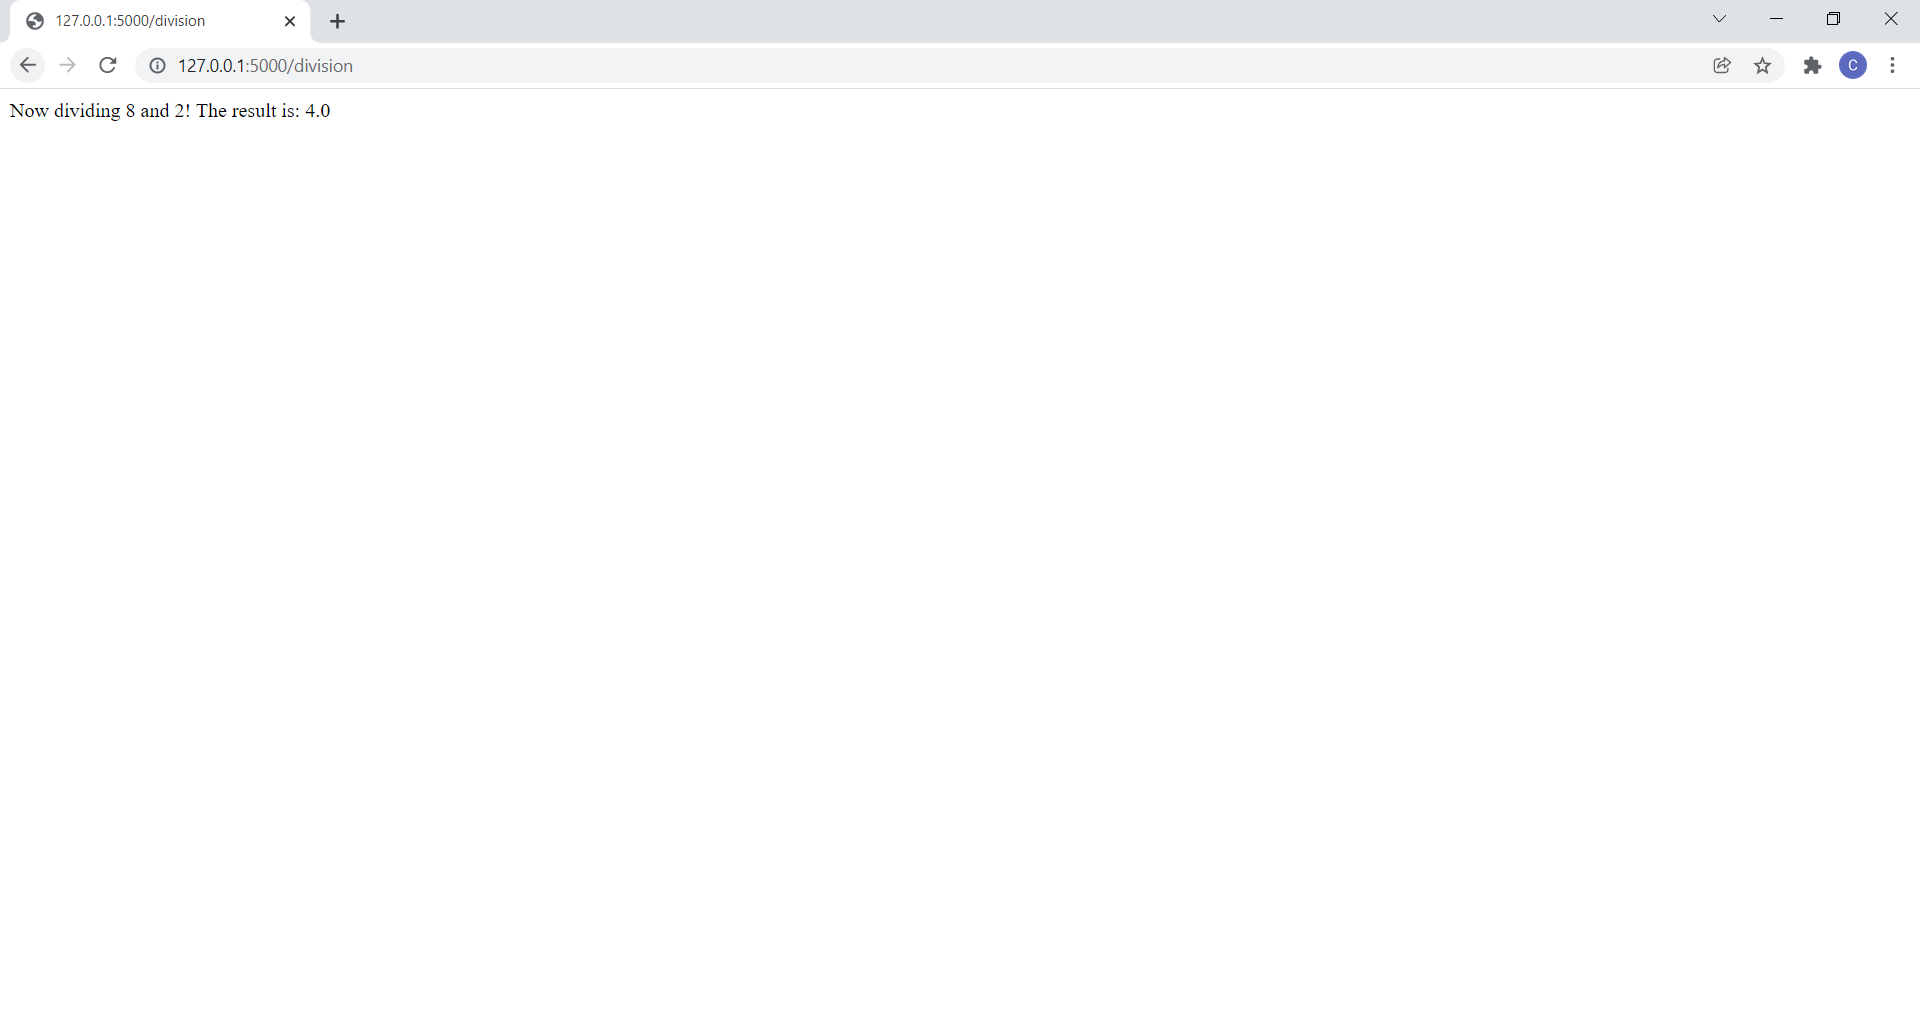 127.0.0.1:5000/division
127.0.0.1:5000/division
C
Now dividing 8 and 2! The result is: 4.0